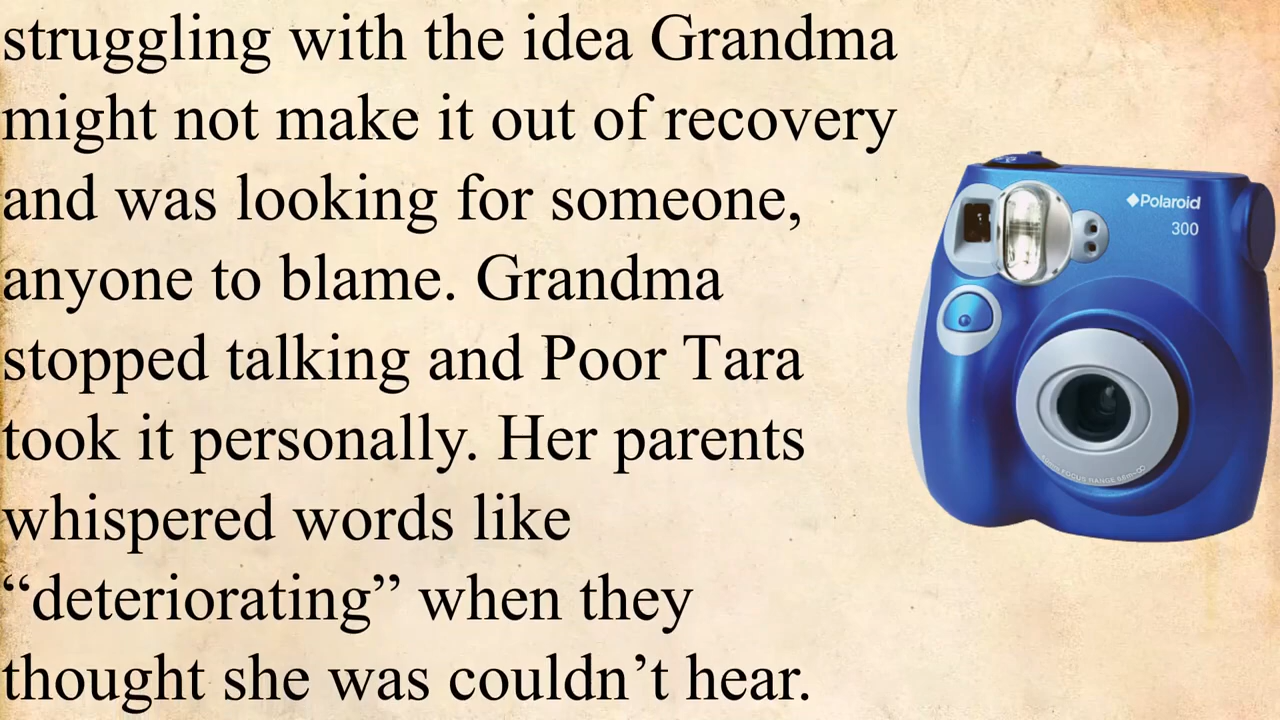 struggling with the idea Grandma
might not make it out of recovery
and was looking for someone,
anyone to blame. Grandma
stopped talking and Poor Tara
took it personally. Her parents
whispered words like
“deteriorating” when they
thought she was couldn’t hear.
Polaroid
300
FOCUS RANGE